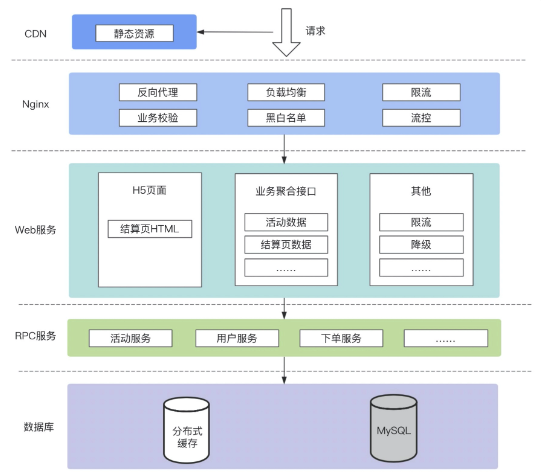 CDN
静态资源
请求
Nginx
反向代理
负载均衡
限流
业务校验
黑白名单
流控
Web服务
H5页面
结算页HTML
业务聚合接口
活动数据
结算页数据
……
其他
限流
降级
……
RPC服务
活动服务
用户服务
下单服务
……
数据库
分布式
缓存
MySQL